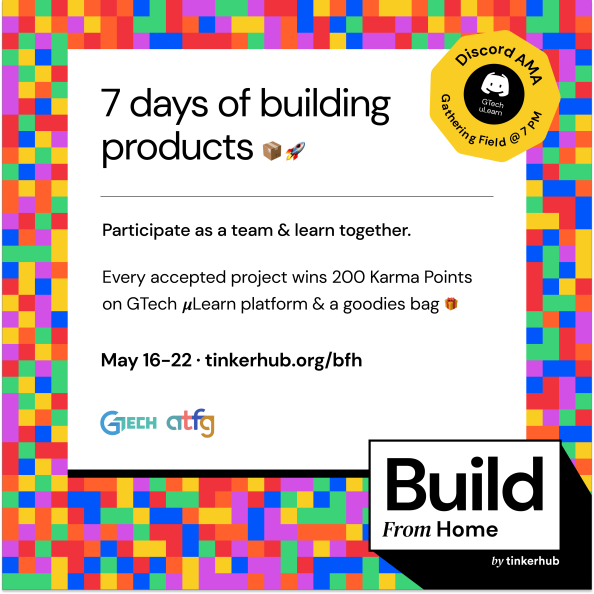 Discord AMA
GTech
µLearn
Gathering Field @ 7 PM
7 days of building
products 📦🚀
Participate as a team & learn together.
Every accepted project wins 200 Karma Points
on GTech µLearn platform & a goodies bag 🎁
May 16-22 · tinkerhub.org/bfh
GTECH atfg
Build
From Home
by tinkerhub